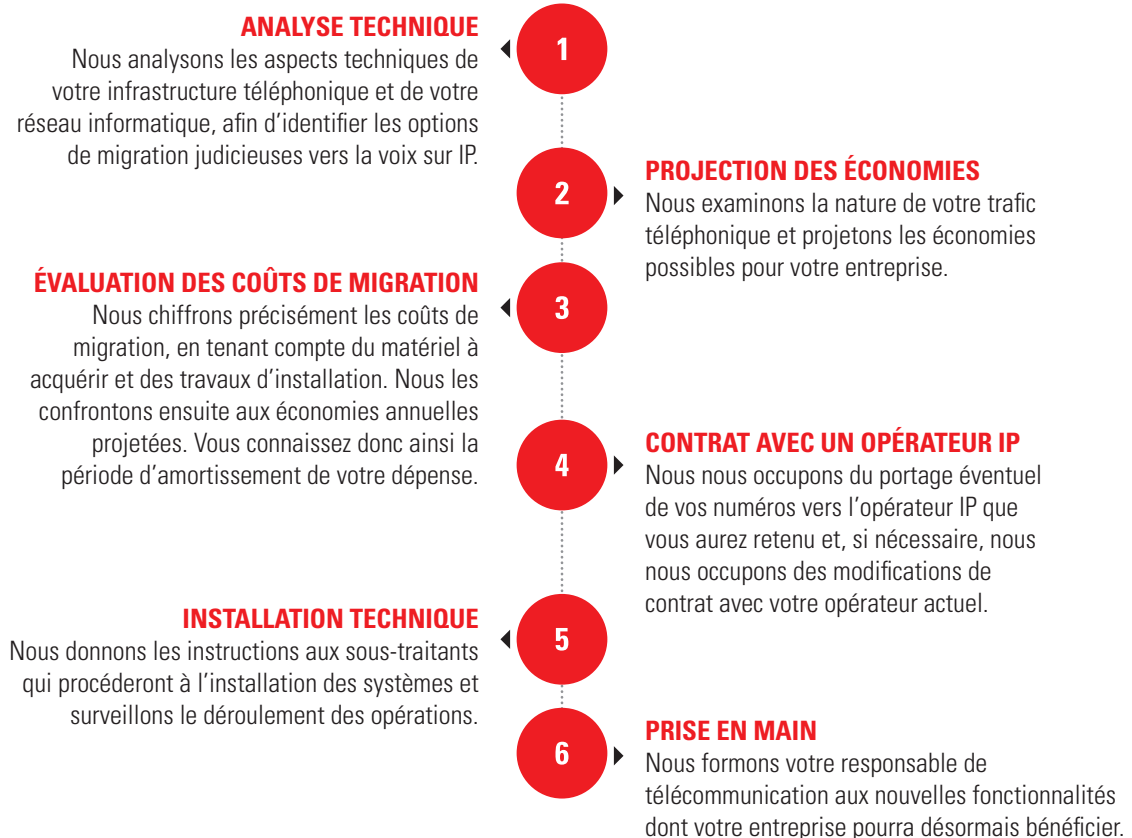 ANALYSE TECHNIQUE
Nous analysons les aspects techniques de
votre infrastructure téléphonique et de votre
réseau informatique, afin d’identifier les options
de migration judicieuses vers la voix sur IP.
1
2
PROJECTION DES ÉCONOMIES
Nous examinons la nature de votre trafic
téléphonique et projetons les économies
possibles pour votre entreprise.
ÉVALUATION DES COÛTS DE MIGRATION
Nous chiffrons précisément les coûts de
migration, en tenant compte du matériel à
acquérir et des travaux d’installation. Nous les
confrontons ensuite aux économies annuelles
projetées. Vous connaissez donc ainsi la
période d’amortissement de votre dépense.
3
4
CONTRAT AVEC UN OPÉRATEUR IP
Nous nous occupons du portage éventuel
de vos numéros vers l’opérateur IP que
vous aurez retenu et, si nécessaire, nous
nous occupons des modifications de
contrat avec votre opérateur actuel.
INSTALLATION TECHNIQUE
Nous donnons les instructions aux sous-traitants
qui procéderont à l’installation des systèmes et
surveillons le déroulement des opérations.
5
6
PRISE EN MAIN
Nous formons votre responsable de
télécommunication aux nouvelles fonctionnalités
dont votre entreprise pourra désormais bénéficier.